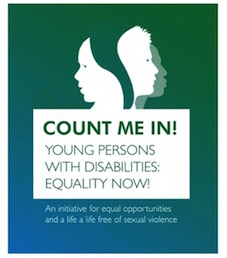 COUNT ME IN!
YOUNG PERSONS
WITH DISABILITIES:
EQUALITY NOW!
An initiative for equal opportunities
and a life a life free of sexual violence